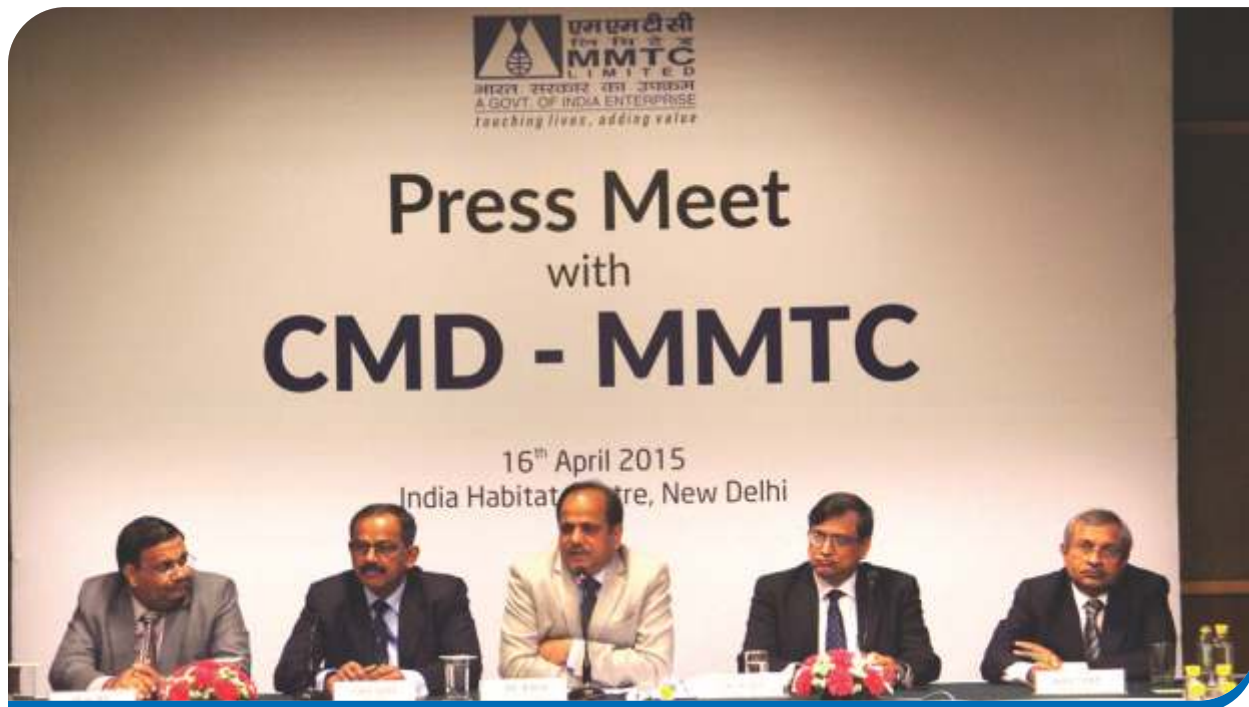 एमएमटीसी
लिमिटेड
MMTC
LIMITED
भारत सरकार का उपक्रम
A GOVT. OF INDIA ENTERPRISE
touching lives, adding value
Press Meet
with
CMD - MMTC
16th April 2015
India Habitat tre, New Delhi